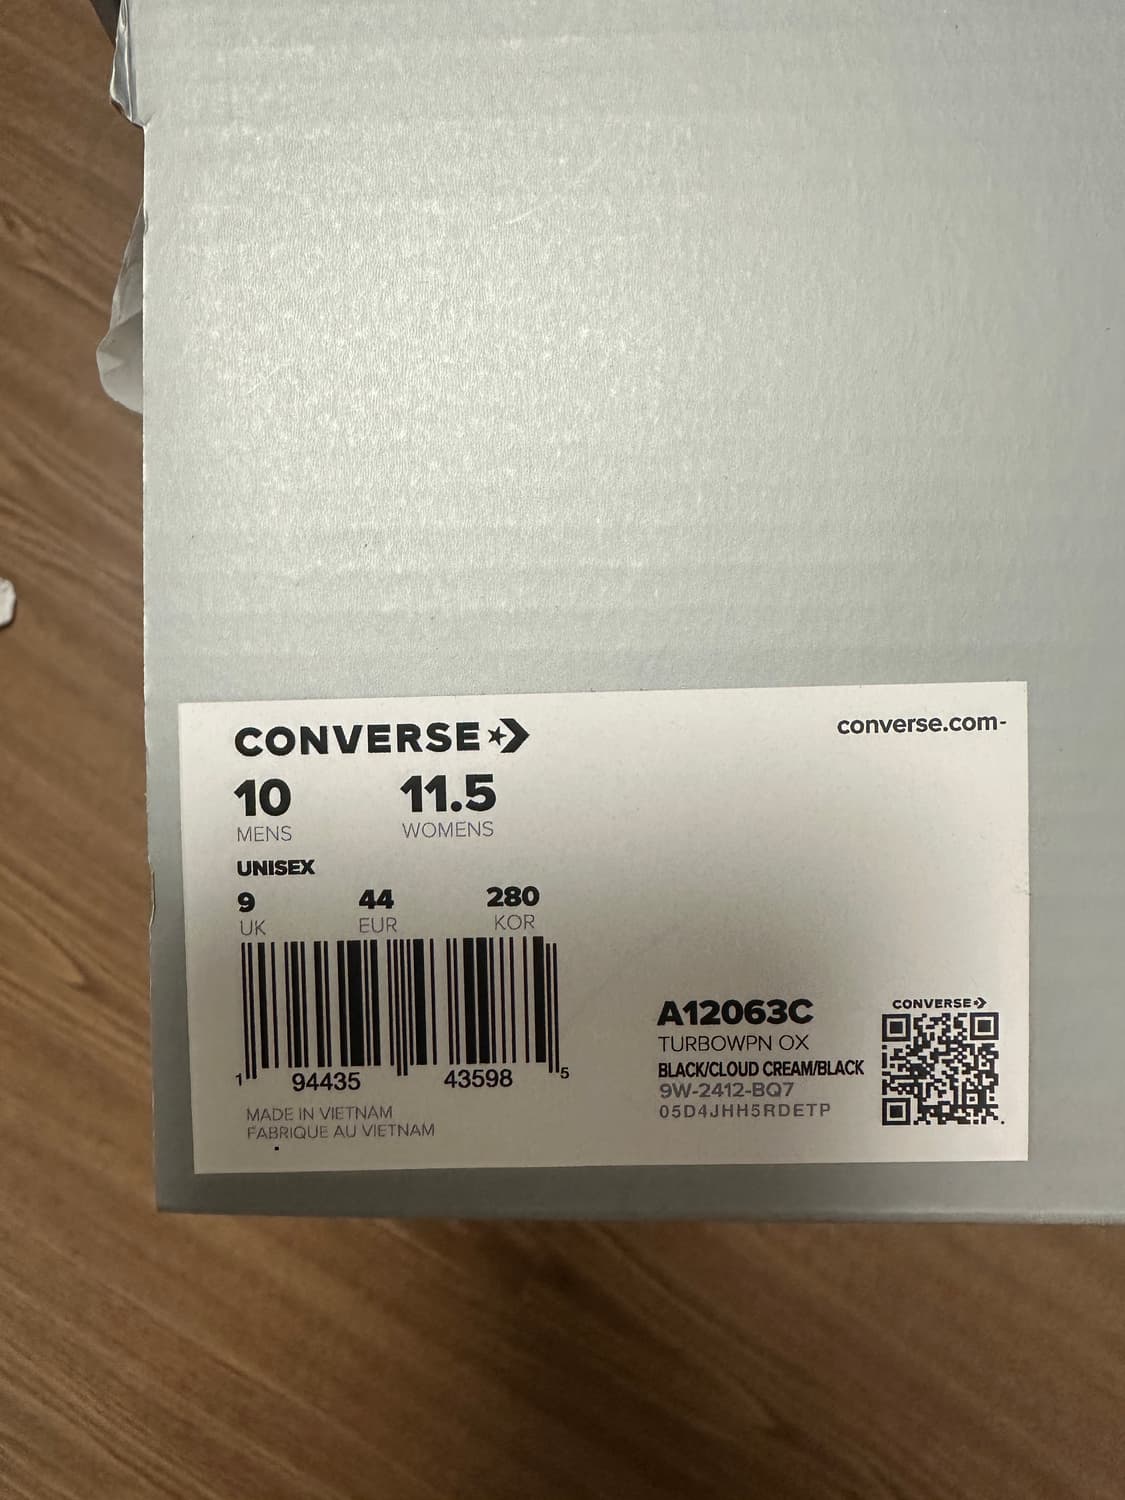 CONVERSE
converse.com-
10 11.5
MENS WOMENS
UNISEX
9 44 280
UK EUR KOR
1 94435 43598 5
MADE IN VIETNAM
FABRIQUE AU VIETNAM
A12063C
TURBOWPN OX
BLACK/CLOUD CREAM/BLACK
9W-2412-BQ7
05D4JHH5RDETP
CONVERSE